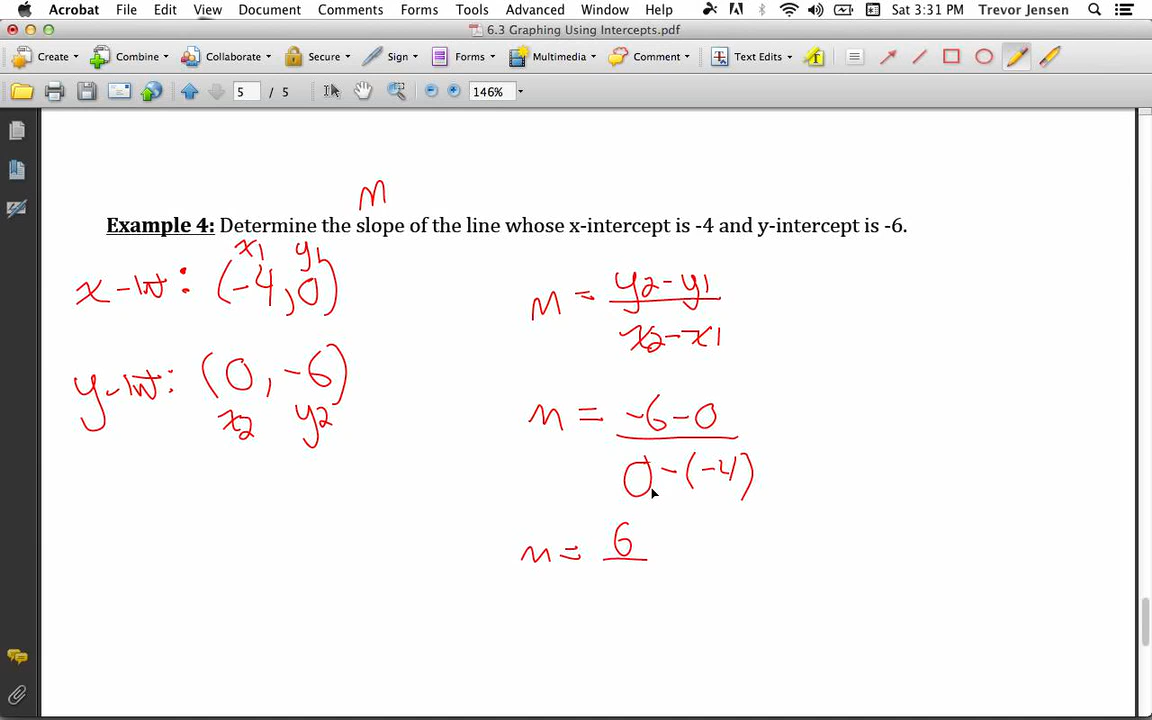 Acrobat File Edit View Document Comments Forms Tools Advanced Window Help Sat 3:31 PM Trevor Jensen
6.3 Graphing Using Intercepts.pdf
Create Combine Collaborate Secure Sign Forms Multimedia Comment Text Edits
5 / 5 146%
m
Example 4: Determine the slope of the line whose x-intercept is -4 and y-intercept is -6.
x1 y1
x-int: (-4, 0)
y-int: (0, -6)
x2 y2
m = y2-y1
x2-x1
m = -6-0
0-(-4)
m = 6